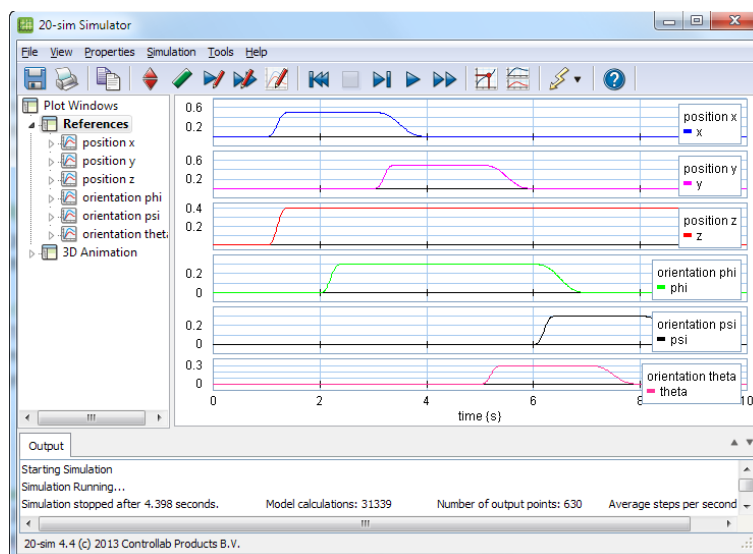 20-sim Simulator
File View Properties Simulation Tools Help
Plot Windows
References
position x
position y
position z
orientation phi
orientation psi
orientation theta
3D Animation
0.6
0.2
position x
x
0.6
0.2
position y
y
0.4
0.2
position z
z
0.2
0
orientation phi
phi
0.2
0
orientation psi
psi
0.3
0
orientation theta
theta
0 2 4 6 8 10
time {s}
Output
Starting Simulation
Simulation Running...
Simulation stopped after 4.398 seconds. Model calculations: 31339 Number of output points: 630 Average steps per second
20-sim 4.4 (c) 2013 Controllab Products B.V.